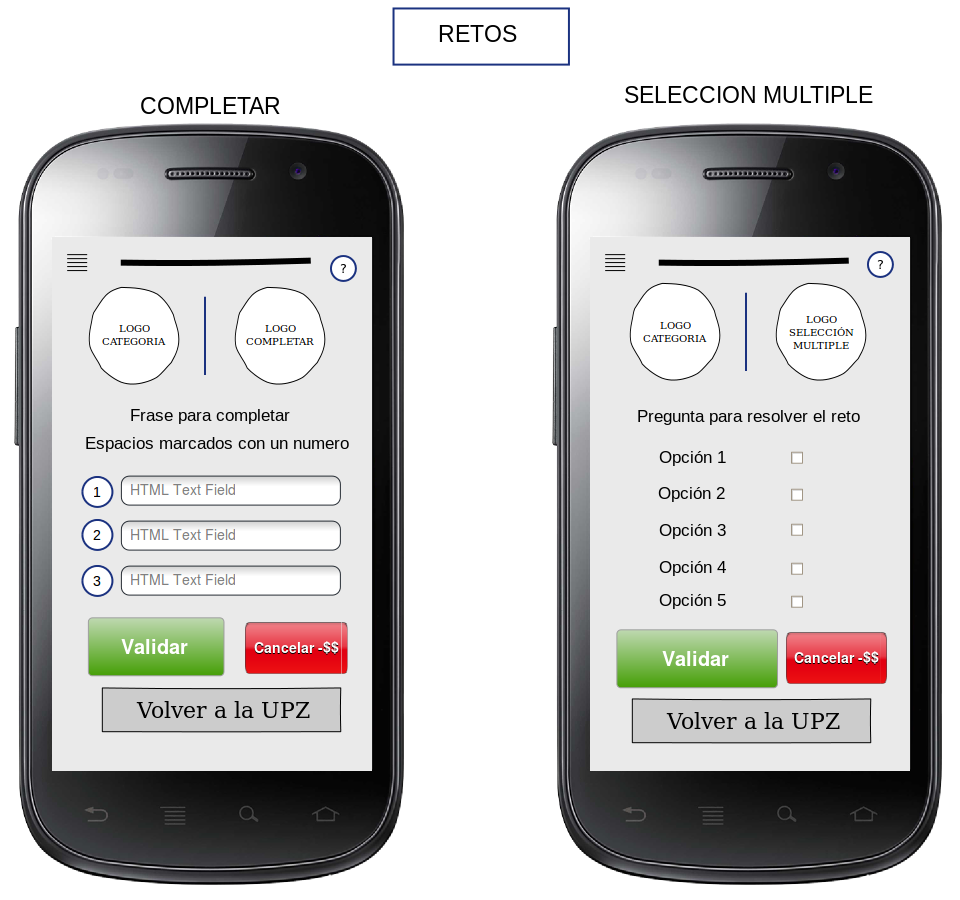 RETOS
COMPLETAR
?
LOGO
CATEGORIA
LOGO
COMPLETAR
Frase para completar
Espacios marcados con un numero
1 HTML Text Field
2 HTML Text Field
3 HTML Text Field
Validar
Cancelar -$$
Volver a la UPZ
SELECCION MULTIPLE
?
LOGO
CATEGORIA
LOGO
SELECCIÓN
MULTIPLE
Pregunta para resolver el reto
Opción 1
Opción 2
Opción 3
Opción 4
Opción 5
Validar
Cancelar -$$
Volver a la UPZ